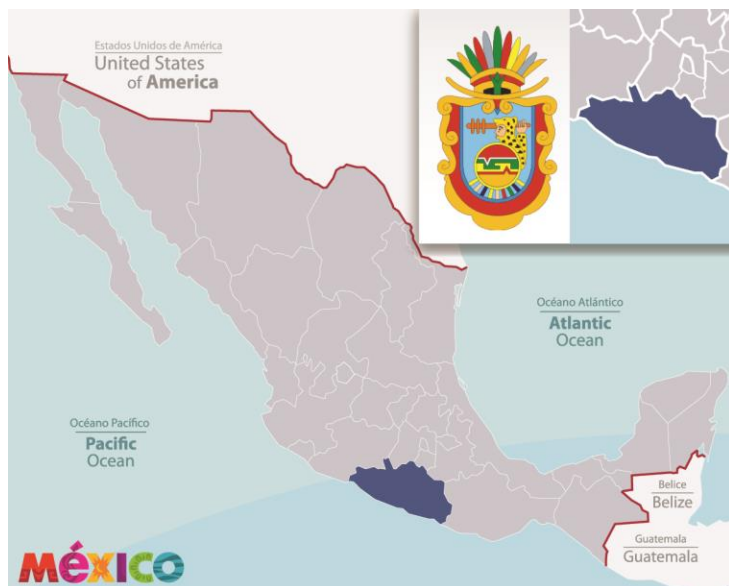 Estados Unidos de América
United States
of America
Océano Atlántico
Atlantic
Ocean
Océano Pacífico
Pacific
Ocean
Belice
Belize
Guatemala
Guatemala
México